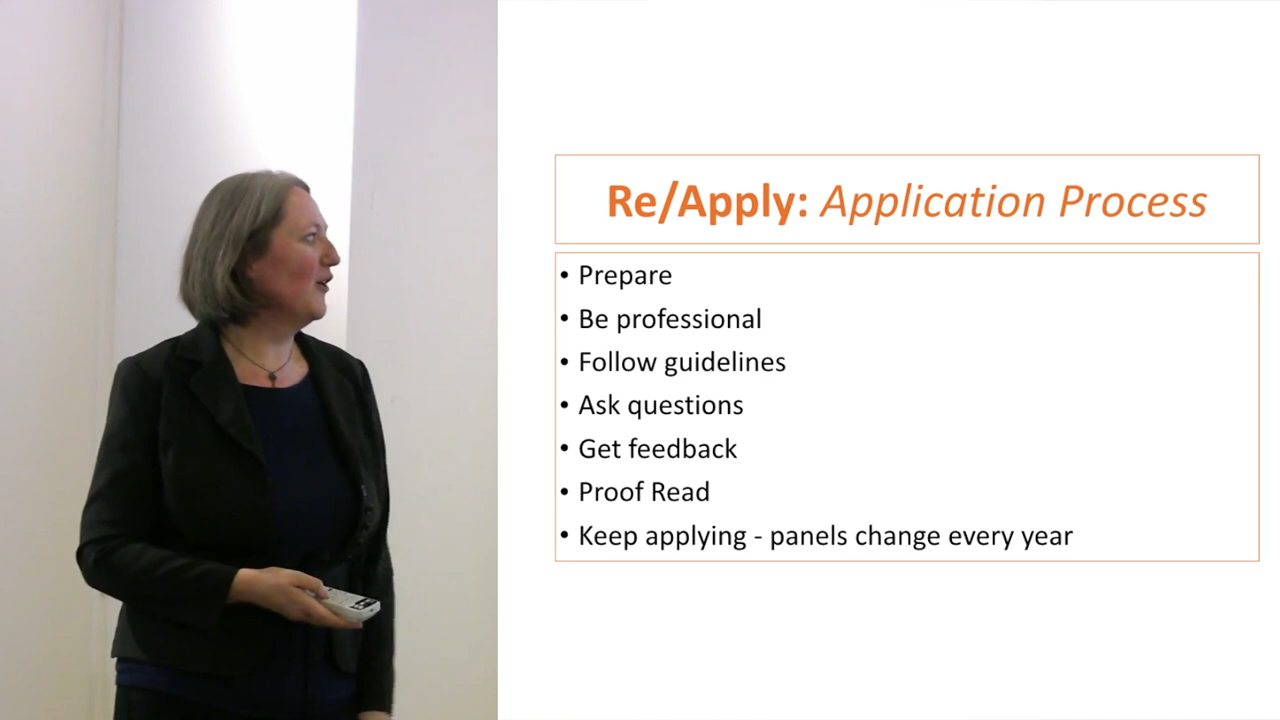 Re/Apply: Application Process
• Prepare
• Be professional
• Follow guidelines
• Ask questions
• Get feedback
• Proof Read
• Keep applying - panels change every year